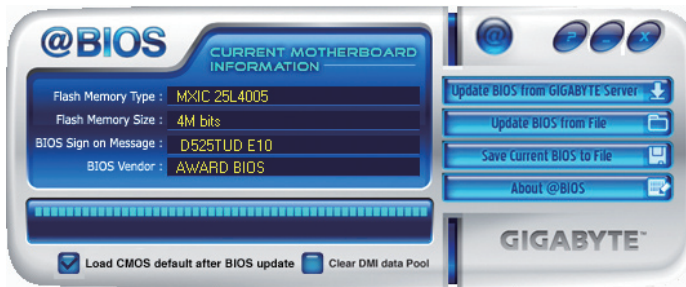 @BIOS
CURRENT MOTHERBOARD
INFORMATION
Flash Memory Type : MXIC 25L4005
Flash Memory Size : 4M bits
BIOS Sign on Message : D525TUD E10
BIOS Vendor : AWARD BIOS
Load CMOS default after BIOS update Clear DMI data Pool
@ ? – X
Update BIOS from GIGABYTE Server
Update BIOS from File
Save Current BIOS to File
About @BIOS
GIGABYTE™